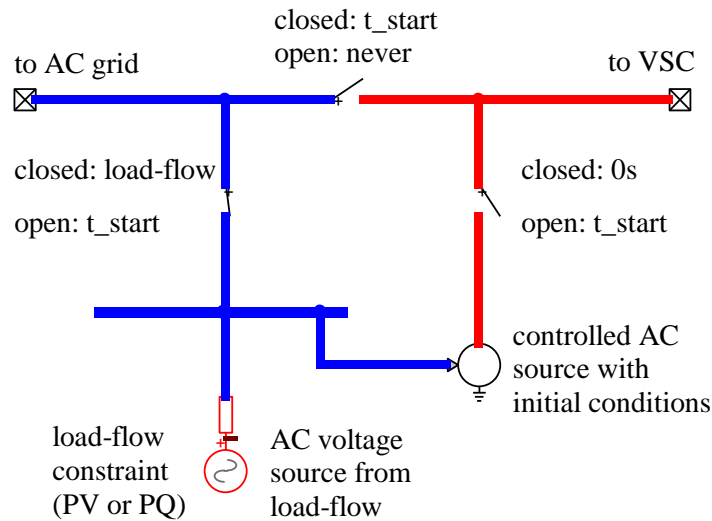 closed: t_start
open: never
to AC grid
to VSC
closed: load-flow
open: t_start
closed: 0s
open: t_start
controlled AC
source with
initial conditions
load-flow
constraint
(PV or PQ)
AC voltage
source from
load-flow